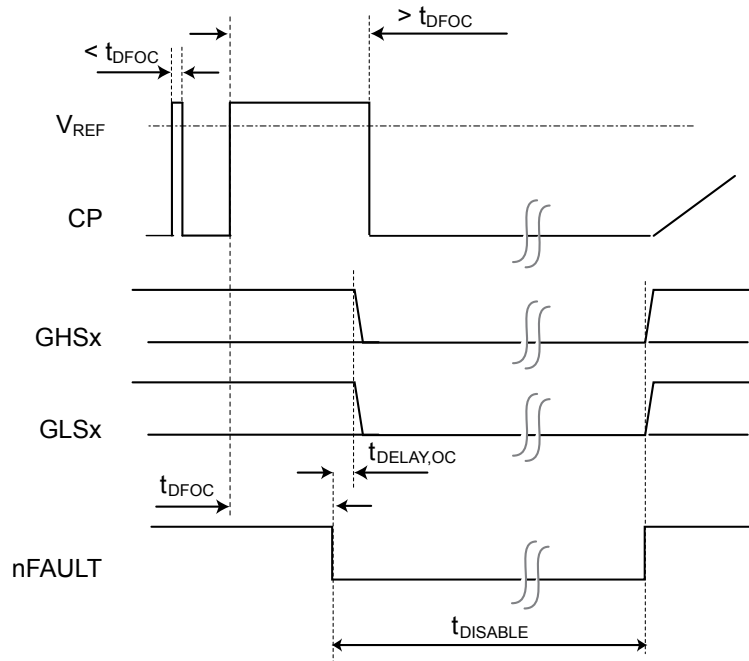 > tDFOC
< tDFOC
VREF
CP
GHSx
GLSx
tDELAY,OC
tDFOC
nFAULT
tDISABLE